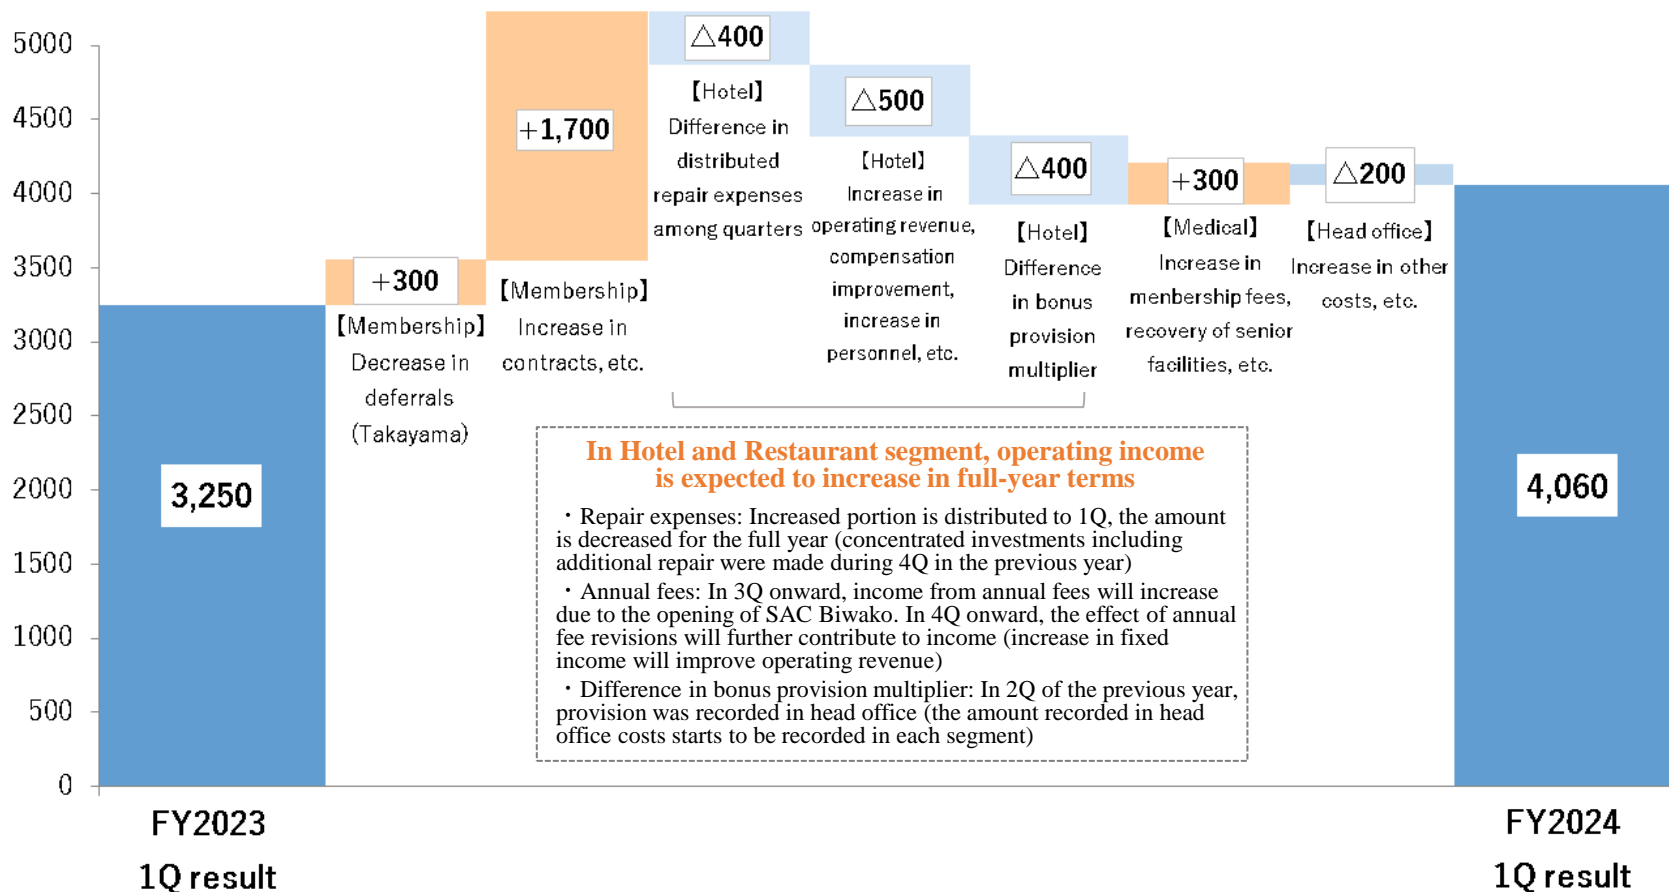 5000
4500
4000
3500
3000
2500
2000
1500
1000
500
0
3,250
FY2023
1Q result
+300
【Membership】
Decrease in
deferrals
(Takayama)
+1,700
【Membership】
Increase in
contracts, etc.
△400
【Hotel】
Difference in
distributed
repair expenses
among quarters
△500
【Hotel】
Increase in
operating revenue,
compensation
improvement,
increase in
personnel, etc.
△400
【Hotel】
Difference
in bonus
provision
multiplier
+300
【Medical】
Increase in
menbership fees,
recovery of senior
facilities, etc.
△200
【Head office】
Increase in other
costs, etc.
4,060
FY2024
1Q result
In Hotel and Restaurant segment, operating income
is expected to increase in full-year terms
・Repair expenses: Increased portion is distributed to 1Q, the amount
is decreased for the full year (concentrated investments including
additional repair were made during 4Q in the previous year)
・Annual fees: In 3Q onward, income from annual fees will increase
due to the opening of SAC Biwako. In 4Q onward, the effect of annual
fee revisions will further contribute to income (increase in fixed
income will improve operating revenue)
・Difference in bonus provision multiplier: In 2Q of the previous year,
provision was recorded in head office (the amount recorded in head
office costs starts to be recorded in each segment)